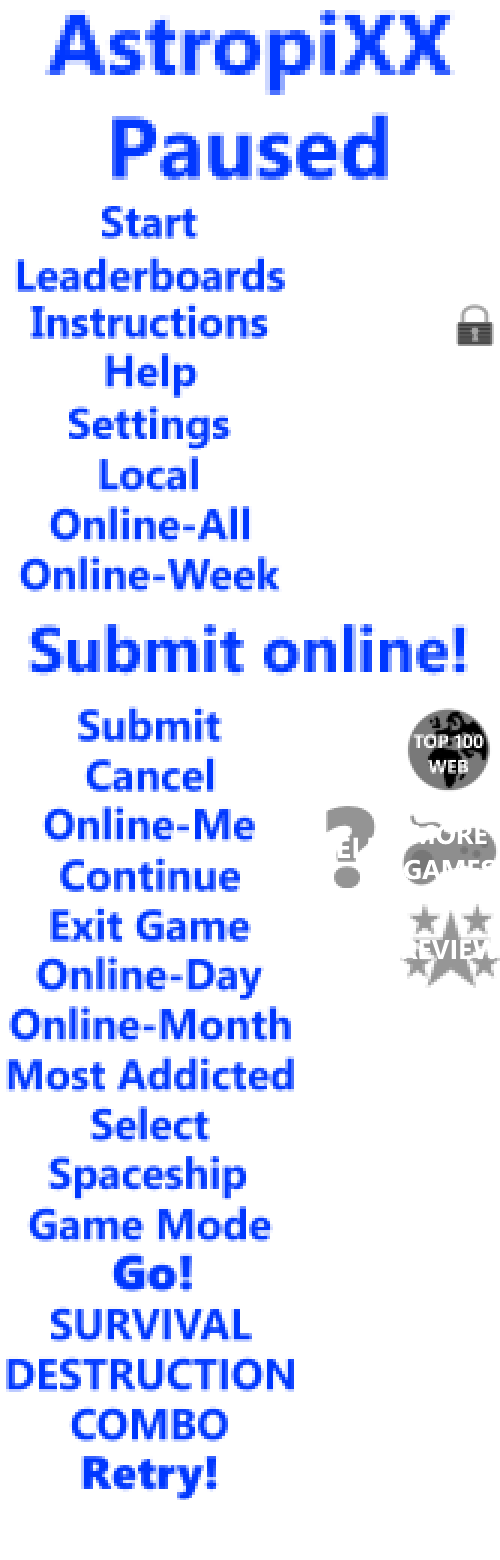 AstropiXX
Paused
Start
Leaderboards
Instructions
Help
Settings
Local
Online-All
Online-Week
Submit online!
Submit
TOP 100
WEB
Cancel
Online-Me
MORE
GAMES
Continue
Exit Game
Online-Day
Online-Month
Most Addicted
Select
Spaceship
Game Mode
Go!
SURVIVAL
DESTRUCTION
COMBO
Retry!